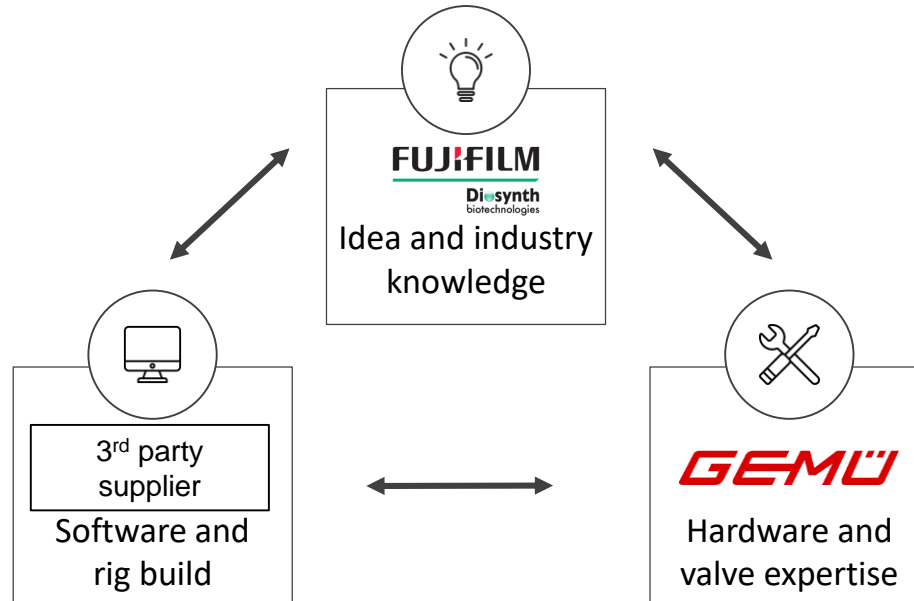 FUJIFILM
Diosynth
biotechnologies
Idea and industry
knowledge
3rd party
supplier
Software and
rig build
GEMÜ
Hardware and
valve expertise